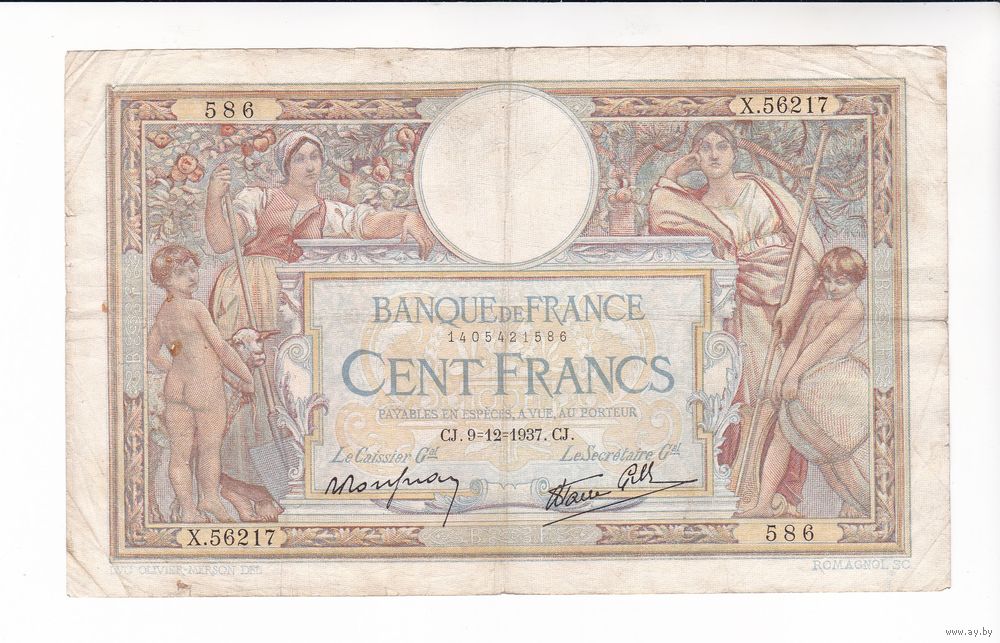 586 X.56217
BANQUE DE FRANCE
1405421586
CENT FRANCS
PAYABLES EN ESPÈCES, A VUE, AU PORTEUR
CJ. 9=12=1937. CJ.
Le Caissier Gal Le Secrétaire Gal
X.56217 586
LUC OLIVIER-MERSON DEL ROMAGNOL SC.
www.ay.by